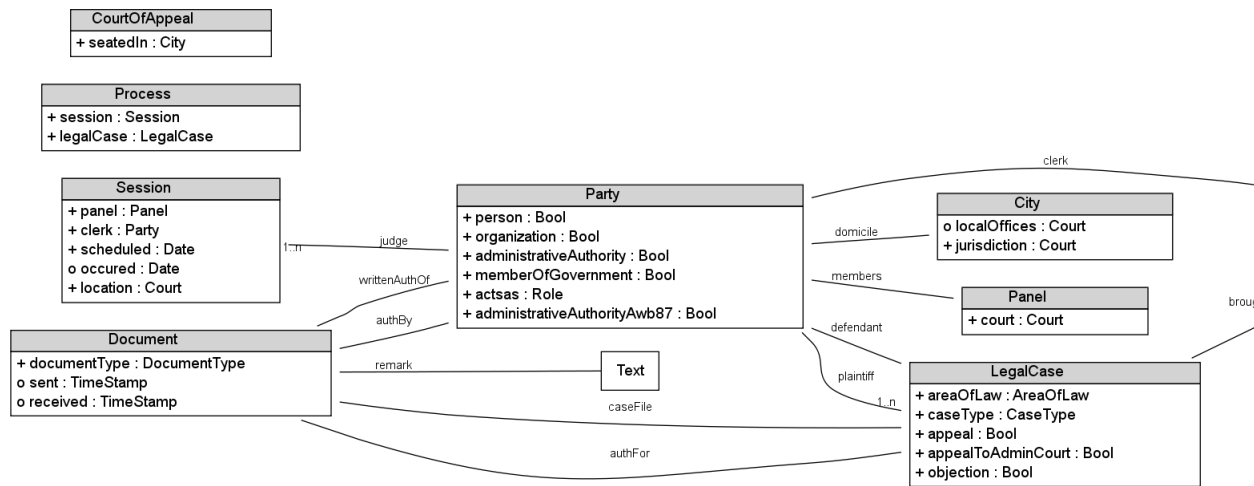 CourtOfAppeal
+ seatedIn : City
Process
+ session : Session
+ legalCase : LegalCase
Session
+ panel : Panel
+ clerk : Party
+ scheduled : Date
o occured : Date
+ location : Court
1..n
judge
writtenAuthOf
authBy
Document
+ documentType : DocumentType
o sent : TimeStamp
o received : TimeStamp
remark
Text
caseFile
authFor
Party
+ person : Bool
+ organization : Bool
+ administrativeAuthority : Bool
+ memberOfGovernment : Bool
+ actsas : Role
+ administrativeAuthorityAwb87 : Bool
clerk
domicile
City
o localOffices : Court
+ jurisdiction : Court
members
Panel
+ court : Court
defendant
plaintiff
1..n
broug
LegalCase
+ areaOfLaw : AreaOfLaw
+ caseType : CaseType
+ appeal : Bool
+ appealToAdminCourt : Bool
+ objection : Bool